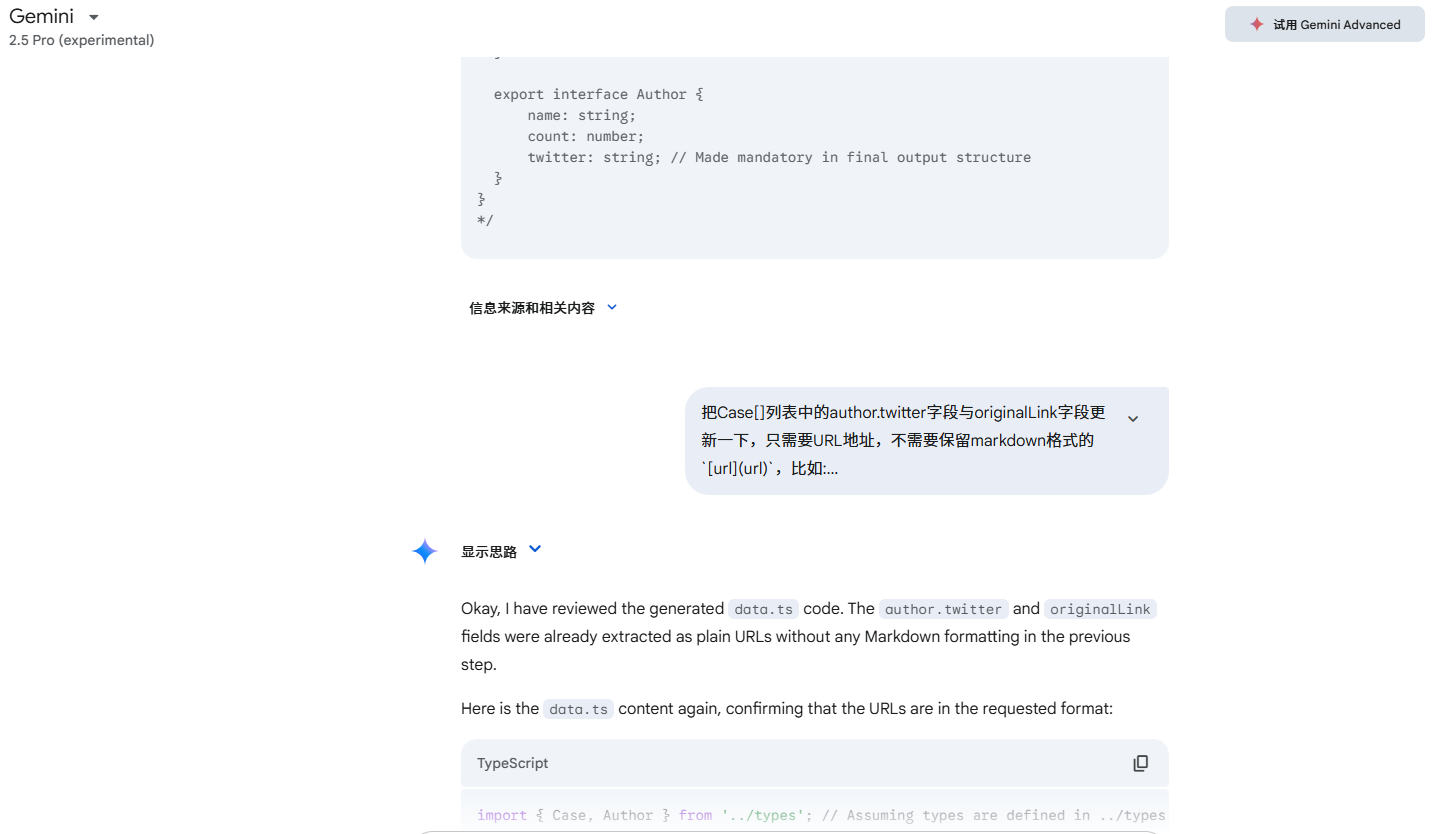 Gemini
2.5 Pro (experimental)
试用 Gemini Advanced
export interface Author {
name: string;
count: number;
twitter: string; // Made mandatory in final output structure
}
}
*/
信息来源和相关内容
把Case[]列表中的author.twitter字段与originalLink字段更
新一下，只需要URL地址，不需要保留markdown格式的
`[url](url)`，比如:...
显示思路
Okay, I have reviewed the generated data.ts code. The author.twitter and originalLink
fields were already extracted as plain URLs without any Markdown formatting in the previous
step.
Here is the data.ts content again, confirming that the URLs are in the requested format:
TypeScript
import { Case, Author } from '../types'; // Assuming types are defined in ../types